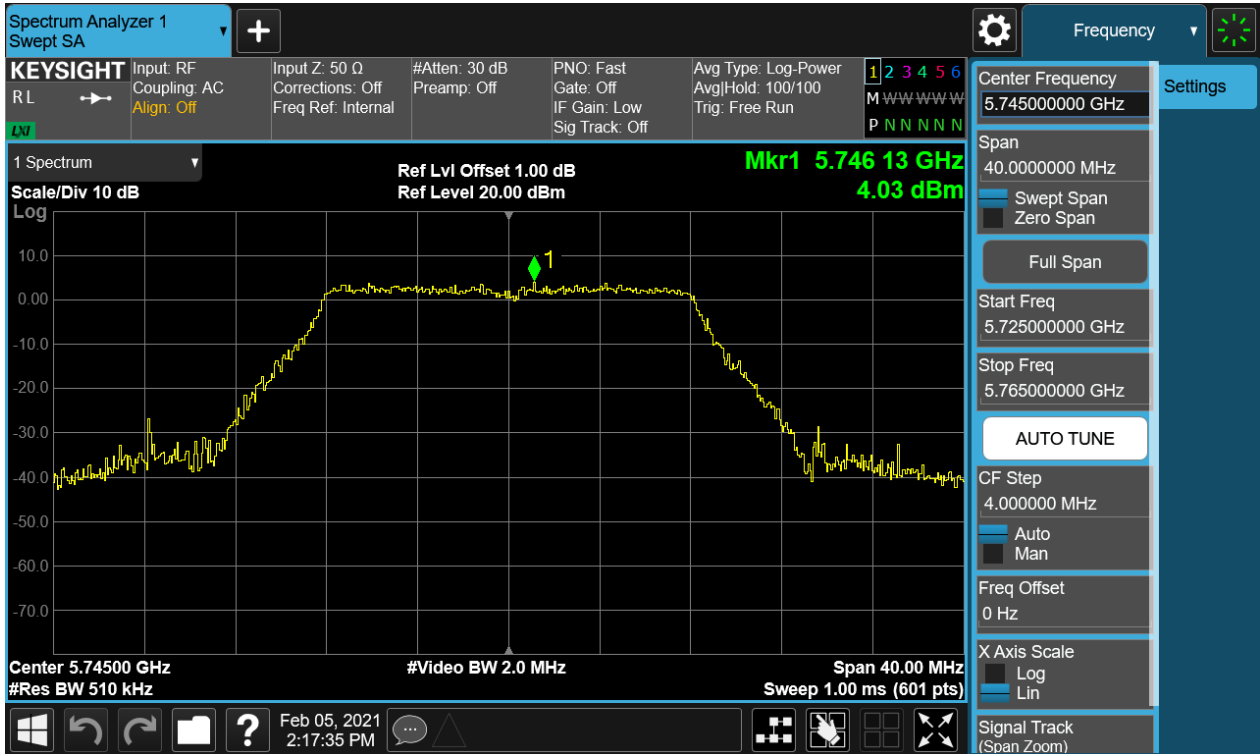 Spectrum Analyzer 1
Swept SA
Frequency
KEYSIGHT
R L
LXI
Input: RF
Coupling: AC
Align: Off
Input Z: 50 Ω
Corrections: Off
Freq Ref: Internal
#Atten: 30 dB
Preamp: Off
PNO: Fast
Gate: Off
IF Gain: Low
Sig Track: Off
Avg Type: Log-Power
Avg|Hold: 100/100
Trig: Free Run
1 2 3 4 5 6
M W W W W W
P N N N N N
Settings
1 Spectrum
Scale/Div 10 dB
Log
Ref Lvl Offset 1.00 dB
Ref Level 20.00 dBm
Mkr1 5.746 13 GHz
4.03 dBm
1
10.0
0.00
-10.0
-20.0
-30.0
-40.0
-50.0
-60.0
-70.0
Center 5.74500 GHz
#Res BW 510 kHz
#Video BW 2.0 MHz
Span 40.00 MHz
Sweep 1.00 ms (601 pts)
Center Frequency
5.745000000 GHz
Span
40.0000000 MHz
Swept Span
Zero Span
Full Span
Start Freq
5.725000000 GHz
Stop Freq
5.765000000 GHz
AUTO TUNE
CF Step
4.000000 MHz
Auto
Man
Freq Offset
0 Hz
X Axis Scale
Log
Lin
Signal Track
(Span Zoom)
?
Feb 05, 2021
2:17:35 PM